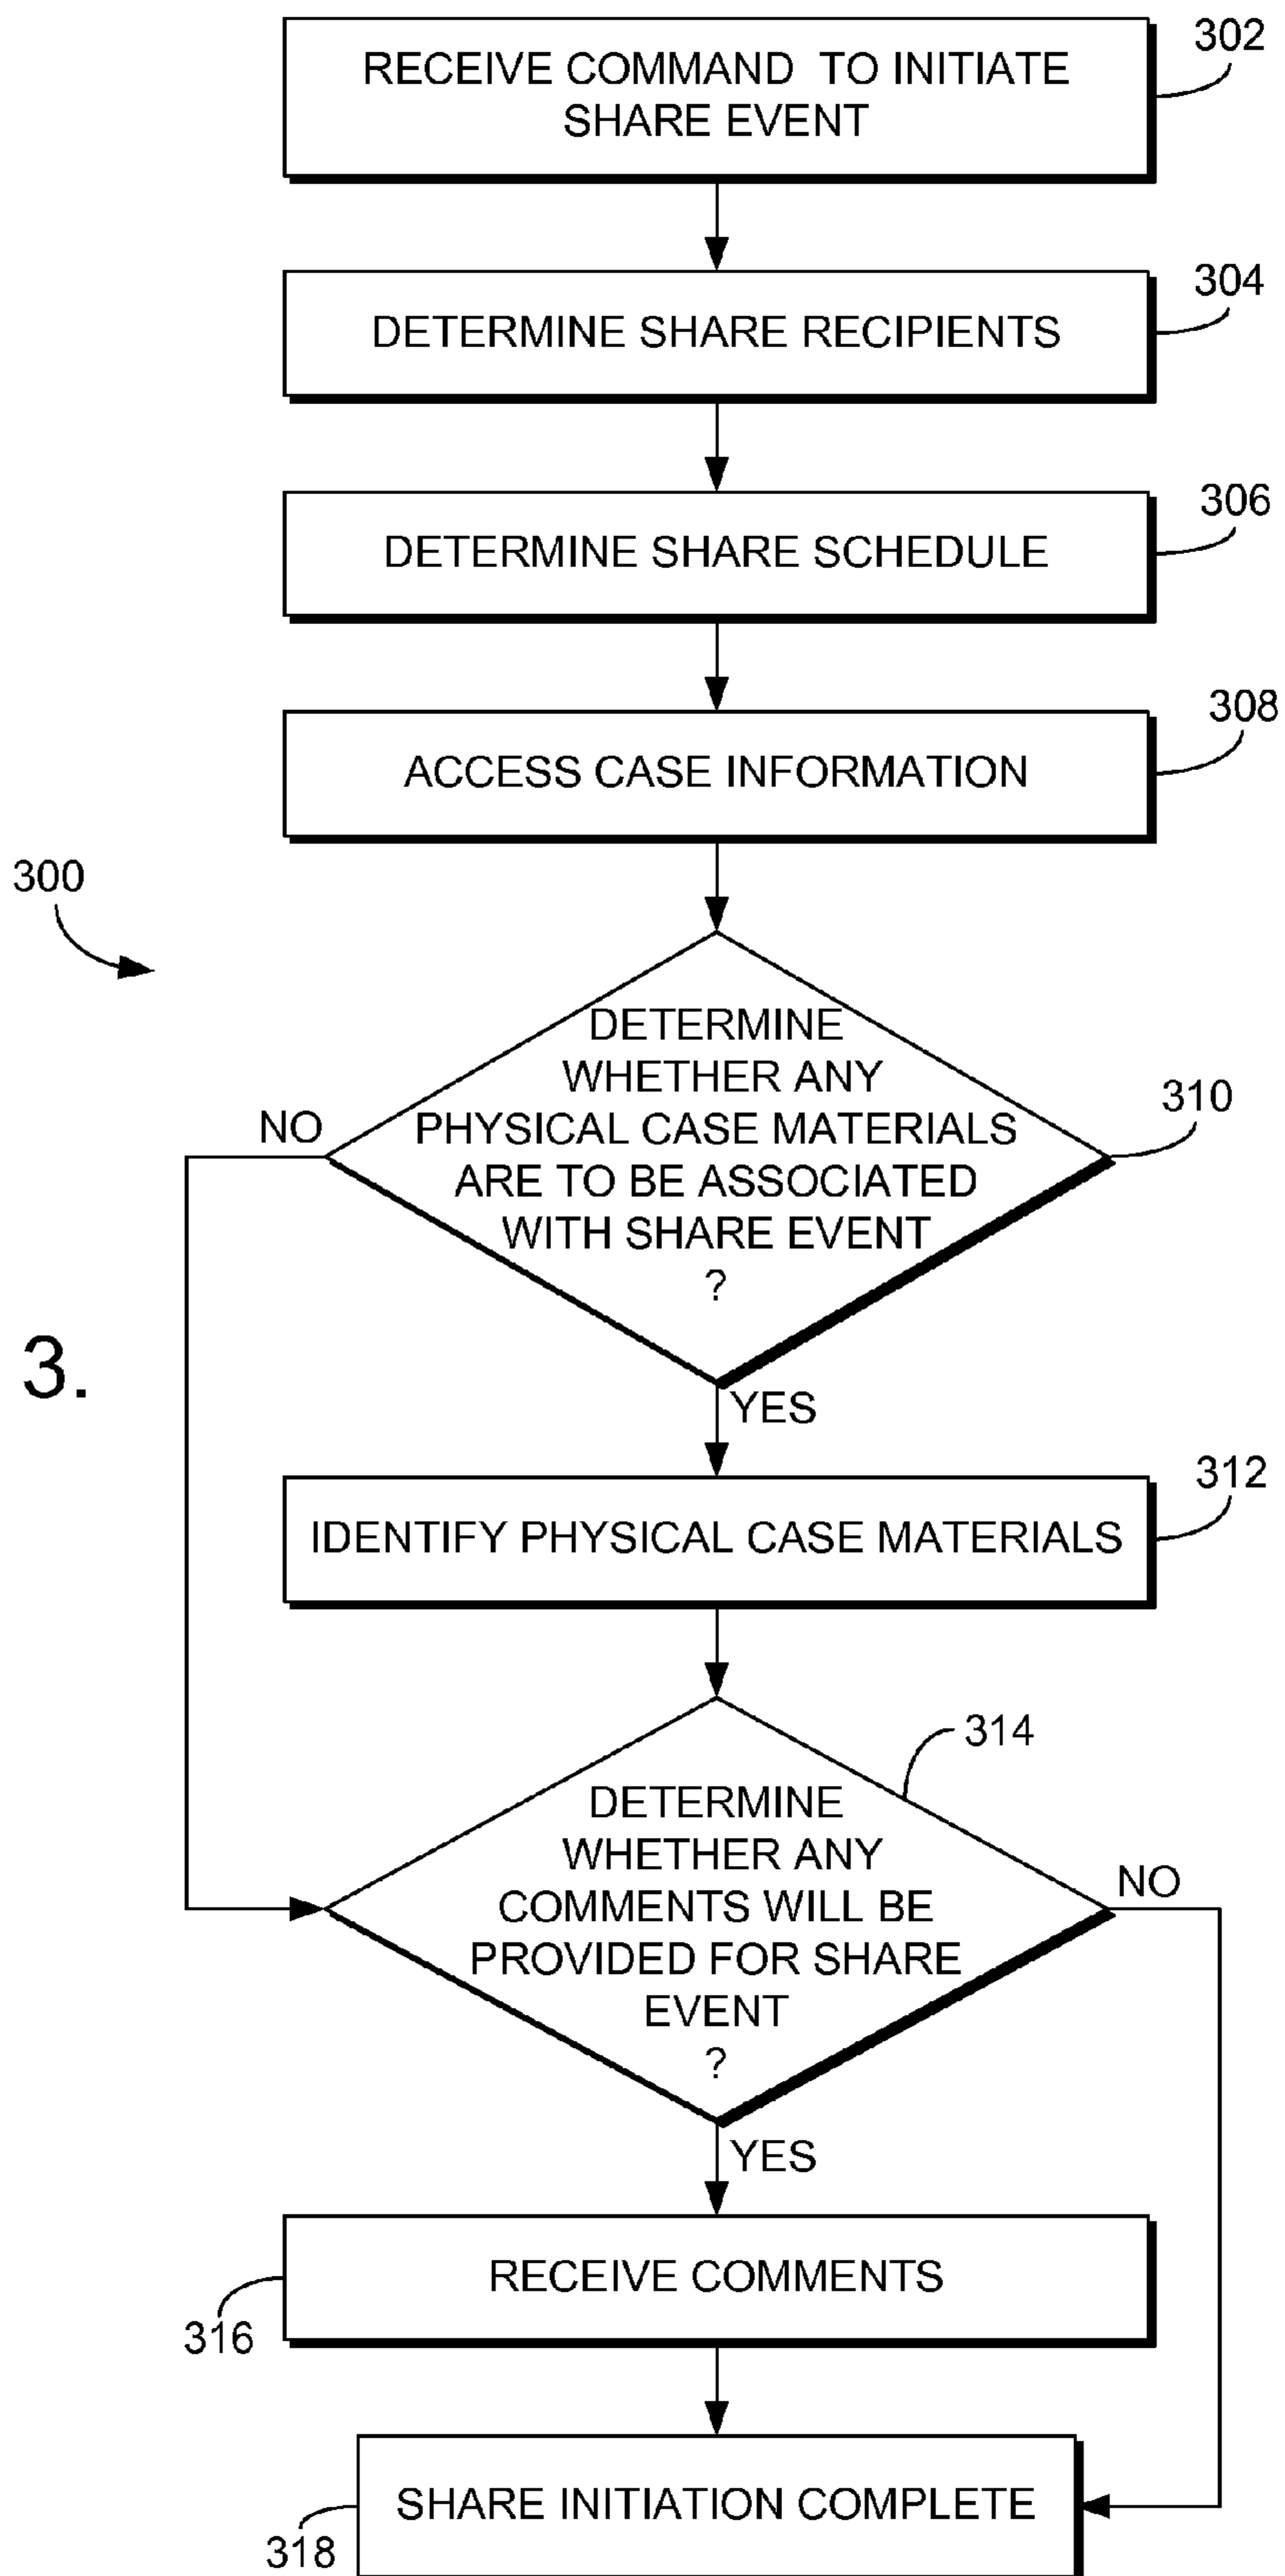 RECEIVE COMMAND TO INITIATE
SHARE EVENT
302
DETERMINE SHARE RECIPIENTS
304
DETERMINE SHARE SCHEDULE
306
ACCESS CASE INFORMATION
308
300
DETERMINE
WHETHER ANY
PHYSICAL CASE MATERIALS
ARE TO BE ASSOCIATED
WITH SHARE EVENT
?
310
NO
YES
3.
IDENTIFY PHYSICAL CASE MATERIALS
312
314
DETERMINE
WHETHER ANY
COMMENTS WILL BE
PROVIDED FOR SHARE
EVENT
?
NO
YES
RECEIVE COMMENTS
316
SHARE INITIATION COMPLETE
318